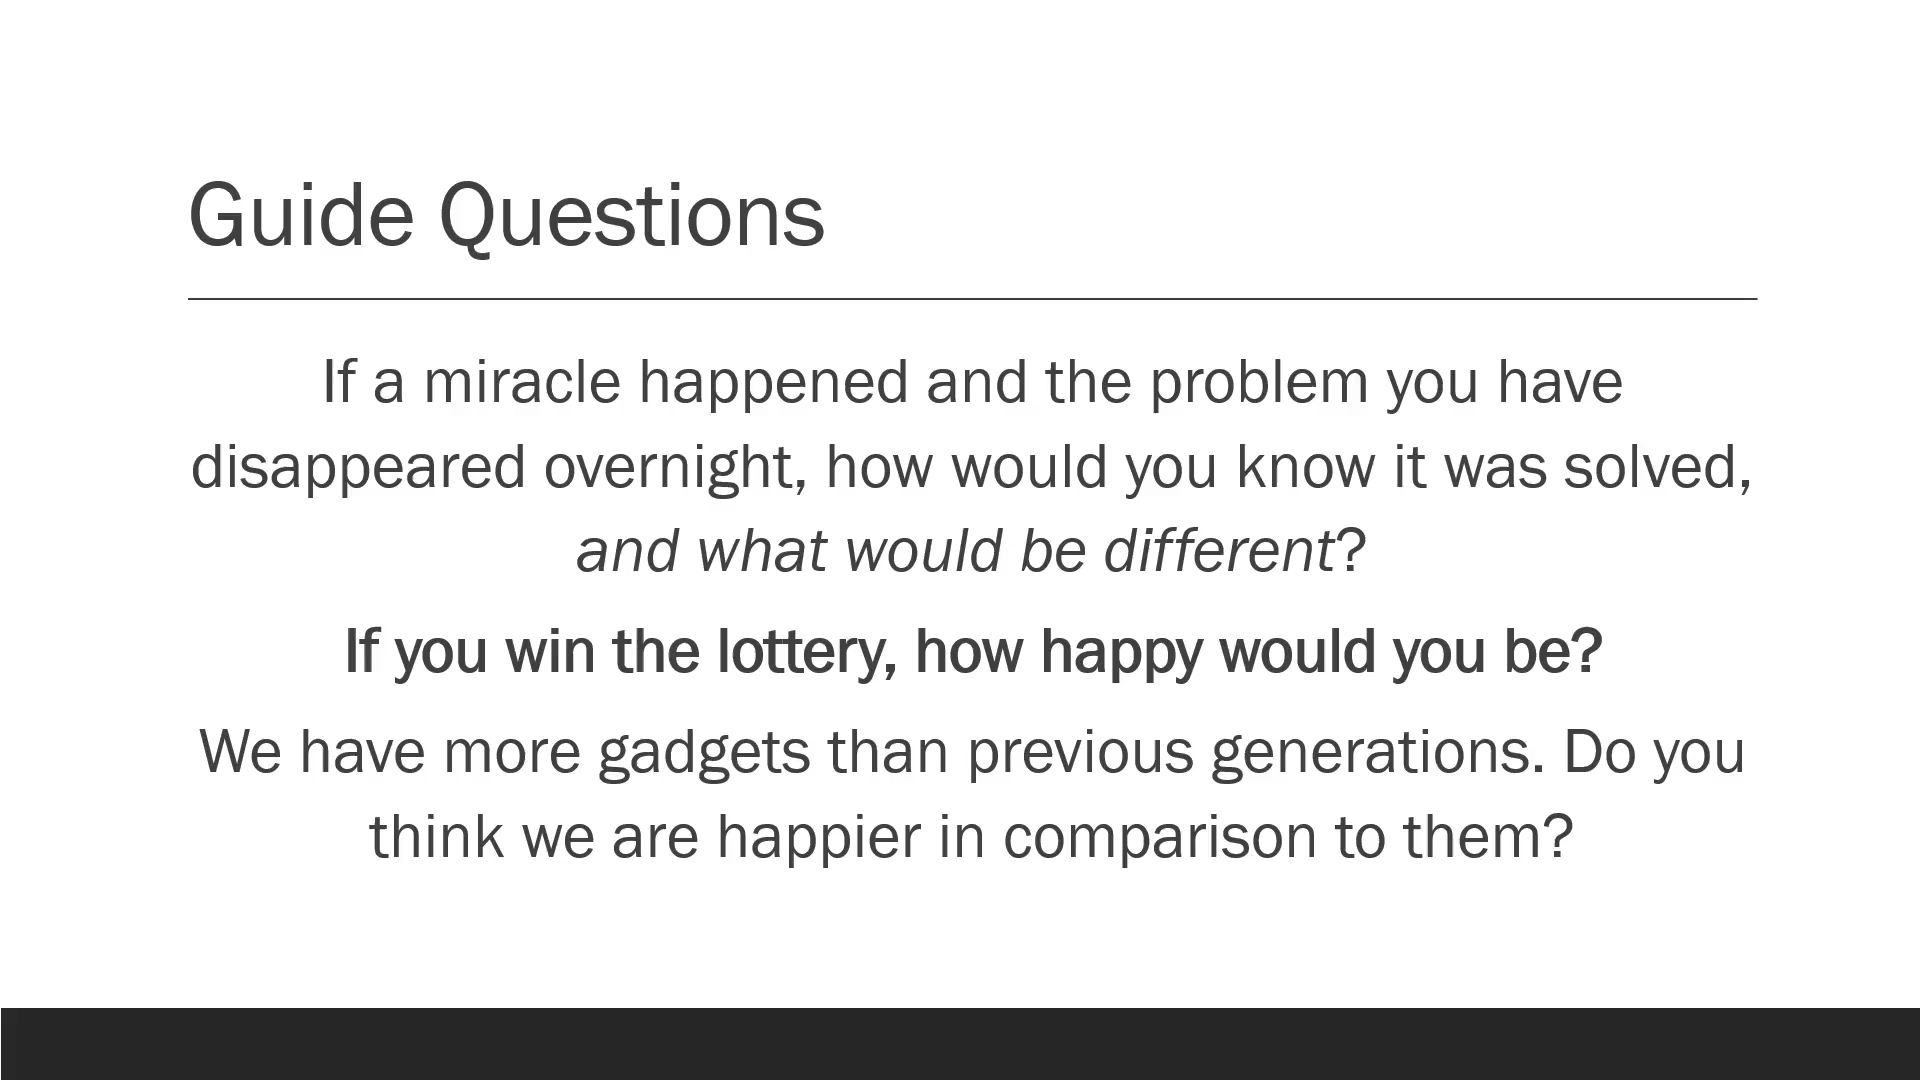 Guide Questions
If a miracle happened and the problem you have
disappeared overnight, how would you know it was solved,
and what would be different?
If you win the lottery, how happy would you be?
We have more gadgets than previous generations. Do you
think we are happier in comparison to them?